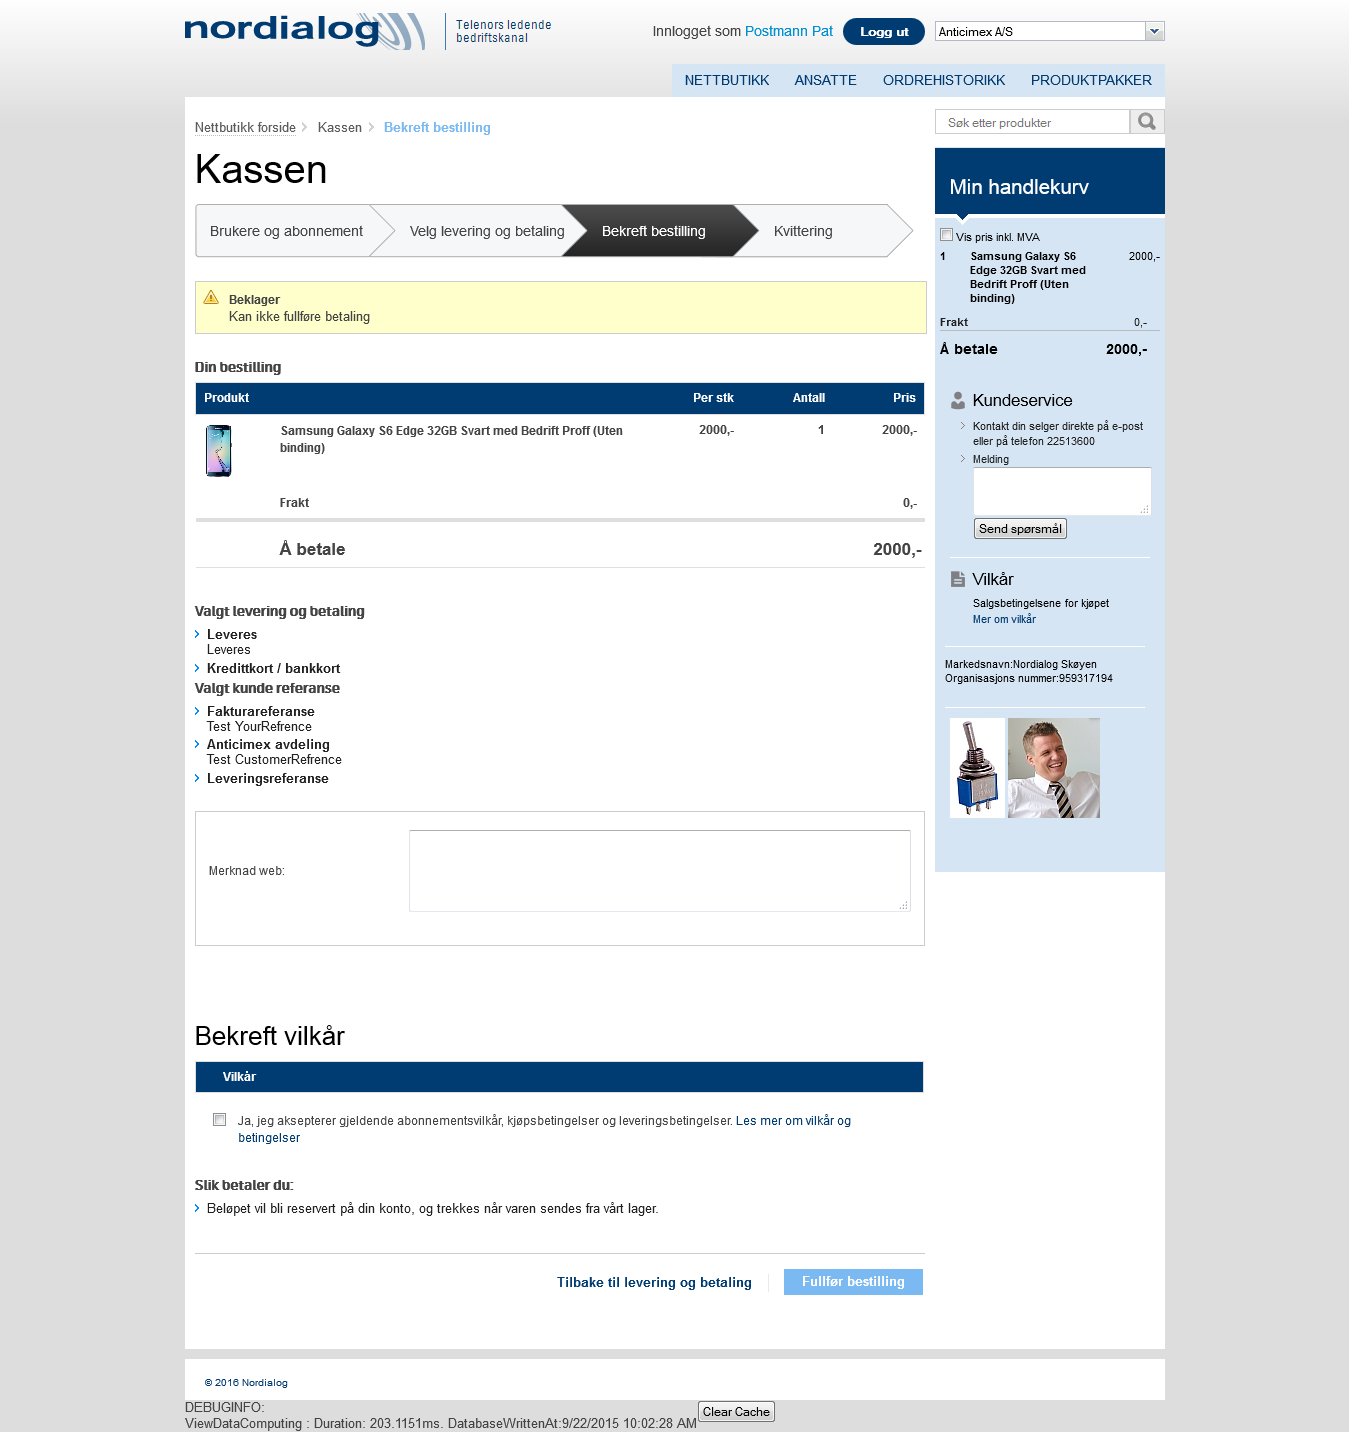 nordialog
Telenors ledende
bedriftskanal
Innlogget som Postmann Pat
Logg ut
Anticimex A/S
NETTBUTIKK
ANSATTE
ORDREHISTORIKK
PRODUKTPAKKER
Nettbutikk forside
Kassen
Bekreft bestilling
Kassen
Brukere og abonnement
Velg levering og betaling
Bekreft bestilling
Kvittering
Beklager
Kan ikke fullføre betaling
Din bestilling
Produkt Per stk Antall Pris
Samsung Galaxy S6 Edge 32GB Svart med Bedrift Proff (Uten 2000,- 1 2000,-
binding)
Frakt 0,-
Å betale 2000,-
Valgt levering og betaling
Leveres
Leveres
Kredittkort / bankkort
Valgt kunde referanse
Fakturareferanse
Test YourRefrence
Anticimex avdeling
Test CustomerRefrence
Leveringsreferanse
Merknad web:
Bekreft vilkår
Vilkår
Ja, jeg aksepterer gjeldende abonnementsvilkår, kjøpsbetingelser og leveringsbetingelser. Les mer om vilkår og
betingelser
Slik betaler du:
Beløpet vil bli reservert på din konto, og trekkes når varen sendes fra vårt lager.
Tilbake til levering og betaling
Fullfør bestilling
Søk etter produkter
Min handlekurv
Vis pris inkl. MVA
1 Samsung Galaxy S6 2000,-
Edge 32GB Svart med
Bedrift Proff (Uten
binding)
Frakt 0,-
Å betale 2000,-
Kundeservice
Kontakt din selger direkte på e-post
eller på telefon 22513600
Melding
Send spørsmål
Vilkår
Salgsbetingelsene for kjøpet
Mer om vilkår
Markedsnavn:Nordialog Skøyen
Organisasjons nummer:959317194
© 2016 Nordialog
DEBUGINFO:
ViewDataComputing : Duration: 203.1151ms. DatabaseWrittenAt:9/22/2015 10:02:28 AM
Clear Cache